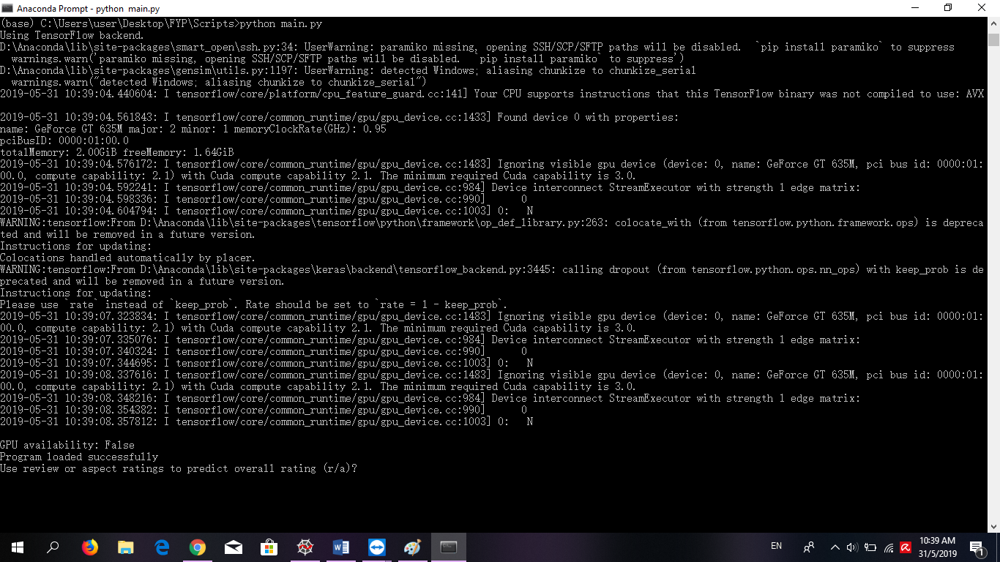 Anaconda Prompt - python  main.py
(base) C:\Users\user\Desktop\FYP\Scripts>python main.py
Using TensorFlow backend.
D:\Anaconda\lib\site-packages\smart_open\ssh.py:34: UserWarning: paramiko missing, opening SSH/SCP/SFTP paths will be disabled.  `pip install paramiko` to suppress
  warnings.warn('paramiko missing, opening SSH/SCP/SFTP paths will be disabled.  `pip install paramiko` to suppress')
D:\Anaconda\lib\site-packages\gensim\utils.py:1197: UserWarning: detected Windows; aliasing chunkize to chunkize_serial
  warnings.warn("detected Windows; aliasing chunkize to chunkize_serial")
2019-05-31 10:39:04.440604: I tensorflow/core/platform/cpu_feature_guard.cc:141] Your CPU supports instructions that this TensorFlow binary was not compiled to use: AVX
2019-05-31 10:39:04.561843: I tensorflow/core/common_runtime/gpu/gpu_device.cc:1433] Found device 0 with properties:
name: GeForce GT 635M major: 2 minor: 1 memoryClockRate(GHz): 0.95
pciBusID: 0000:01:00.0
totalMemory: 2.00GiB freeMemory: 1.64GiB
2019-05-31 10:39:04.576172: I tensorflow/core/common_runtime/gpu/gpu_device.cc:1483] Ignoring visible gpu device (device: 0, name: GeForce GT 635M, pci bus id: 0000:01:
00.0, compute capability: 2.1) with Cuda compute capability 2.1. The minimum required Cuda capability is 3.0.
2019-05-31 10:39:04.592241: I tensorflow/core/common_runtime/gpu/gpu_device.cc:984] Device interconnect StreamExecutor with strength 1 edge matrix:
2019-05-31 10:39:04.598336: I tensorflow/core/common_runtime/gpu/gpu_device.cc:990]      0
2019-05-31 10:39:04.604794: I tensorflow/core/common_runtime/gpu/gpu_device.cc:1003] 0:   N
WARNING:tensorflow:From D:\Anaconda\lib\site-packages\tensorflow\python\framework\op_def_library.py:263: colocate_with (from tensorflow.python.framework.ops) is depreca
ted and will be removed in a future version.
Instructions for updating:
Colocations handled automatically by placer.
WARNING:tensorflow:From D:\Anaconda\lib\site-packages\keras\backend\tensorflow_backend.py:3445: calling dropout (from tensorflow.python.ops.nn_ops) with keep_prob is de
precated and will be removed in a future version.
Instructions for updating:
Please use `rate` instead of `keep_prob`. Rate should be set to `rate = 1 - keep_prob`.
2019-05-31 10:39:07.323834: I tensorflow/core/common_runtime/gpu/gpu_device.cc:1483] Ignoring visible gpu device (device: 0, name: GeForce GT 635M, pci bus id: 0000:01:
00.0, compute capability: 2.1) with Cuda compute capability 2.1. The minimum required Cuda capability is 3.0.
2019-05-31 10:39:07.335076: I tensorflow/core/common_runtime/gpu/gpu_device.cc:984] Device interconnect StreamExecutor with strength 1 edge matrix:
2019-05-31 10:39:07.340324: I tensorflow/core/common_runtime/gpu/gpu_device.cc:990]      0
2019-05-31 10:39:07.344695: I tensorflow/core/common_runtime/gpu/gpu_device.cc:1003] 0:   N
2019-05-31 10:39:08.337616: I tensorflow/core/common_runtime/gpu/gpu_device.cc:1483] Ignoring visible gpu device (device: 0, name: GeForce GT 635M, pci bus id: 0000:01:
00.0, compute capability: 2.1) with Cuda compute capability 2.1. The minimum required Cuda capability is 3.0.
2019-05-31 10:39:08.348216: I tensorflow/core/common_runtime/gpu/gpu_device.cc:984] Device interconnect StreamExecutor with strength 1 edge matrix:
2019-05-31 10:39:08.354382: I tensorflow/core/common_runtime/gpu/gpu_device.cc:990]      0
2019-05-31 10:39:08.357812: I tensorflow/core/common_runtime/gpu/gpu_device.cc:1003] 0:   N
GPU availability: False
Program loaded successfully
Use review or aspect ratings to predict overall rating (r/a)?
EN
10:39 AM
31/5/2019
1